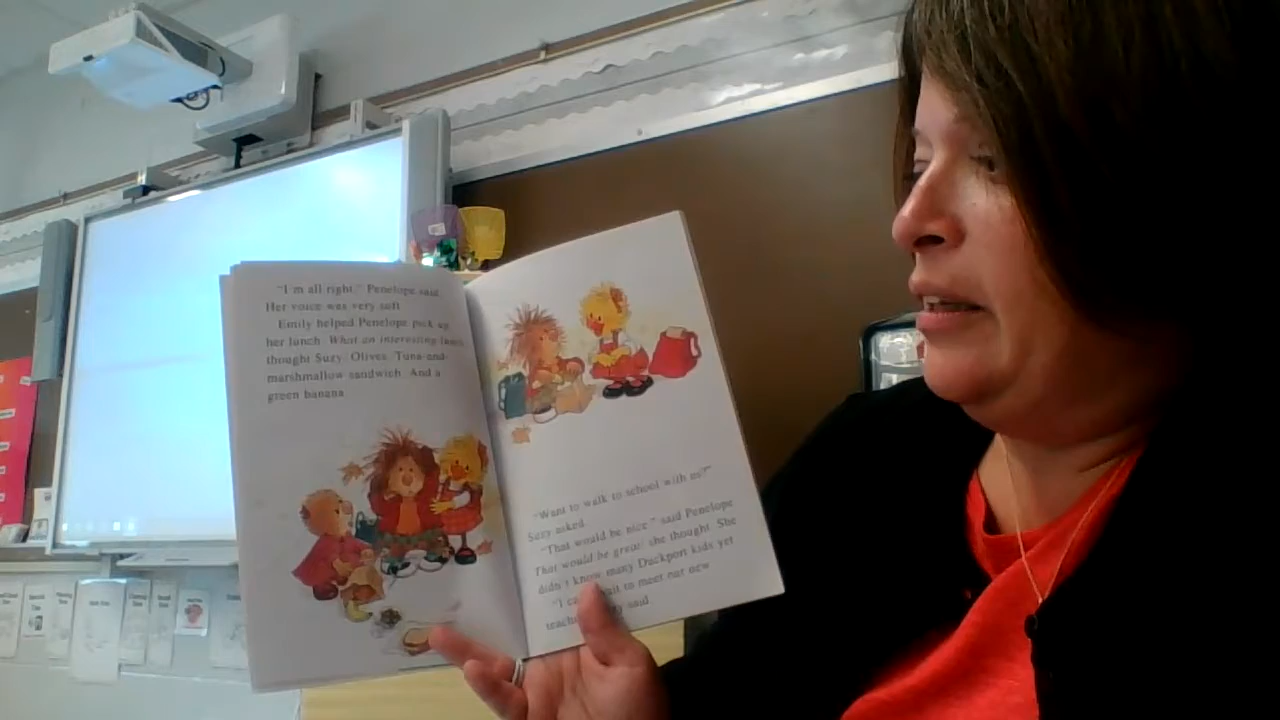 "I'm all right," Penelope said.
Her voice was very soft.
Emily helped Penelope pick up
her lunch. What an interesting lunch,
thought Suzy. Olives. Tuna-and-
marshmallow sandwich. And a
green banana.
"Want to walk to school with us?"
Suzy asked.
"That would be nice," said Penelope.
That would be great, she thought. She
didn't know many Duckport kids yet.
"I wait to meet our new
said.